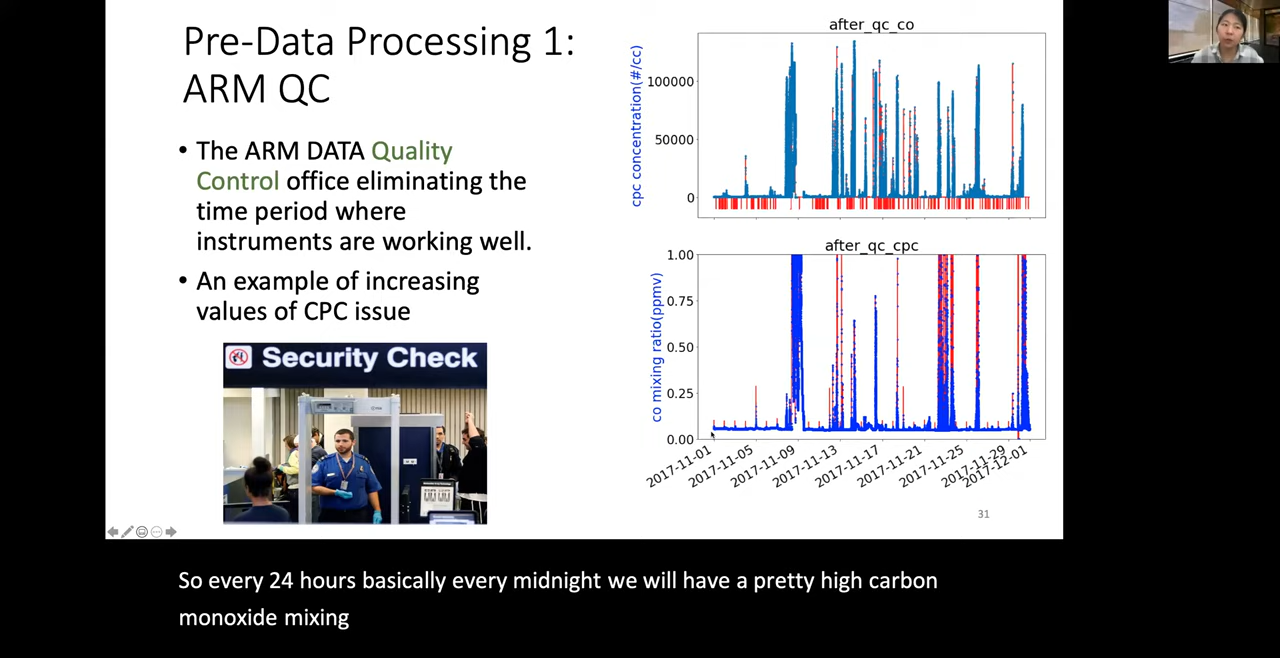 Pre-Data Processing 1:
ARM QC
• The ARM DATA Quality
Control office eliminating the
time period where
instruments are working well.
• An example of increasing
values of CPC issue
Security Check
after_qc_co
cpc concentration(#/cc)
100000
50000
0
after_qc_cpc
co mixing ratio(ppmv)
1.00
0.75
0.50
0.25
0.00
2017-11-01
2017-11-05
2017-11-09
2017-11-13
2017-11-17
2017-11-21
2017-11-25
2017-11-29
2017-12-01
31
So every 24 hours basically every midnight we will have a pretty high carbon
monoxide mixing